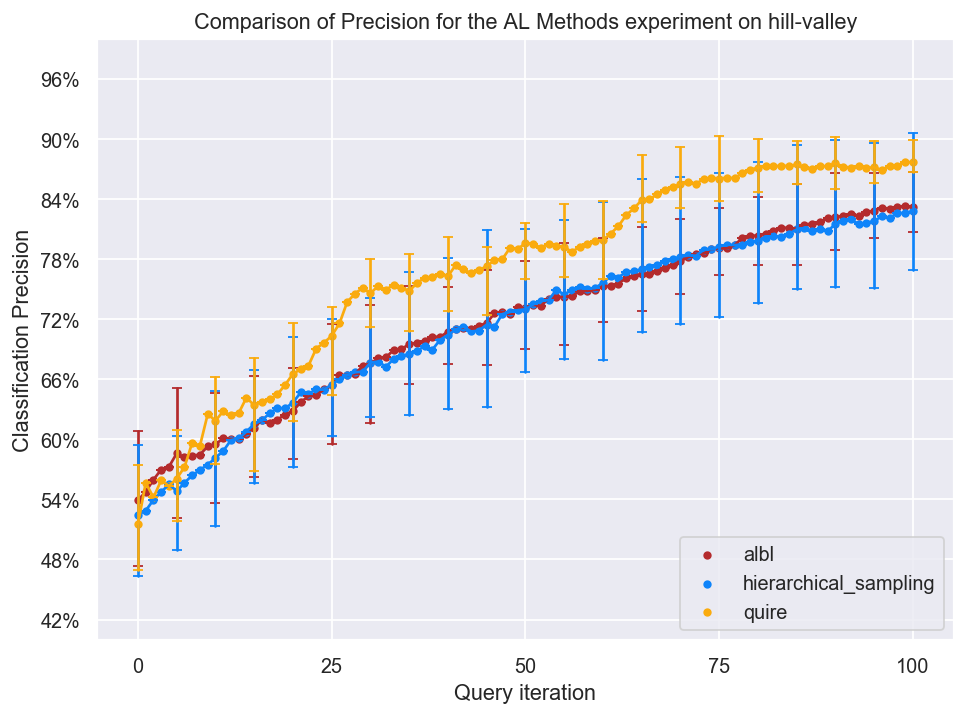 Comparison of Precision for the AL Methods experiment on hill-valley
96%
90%
84%
78%
72%
66%
60%
54%
48%
42%
Classification Precision
albl
hierarchical_sampling
quire
0 25 50 75 100
Query iteration